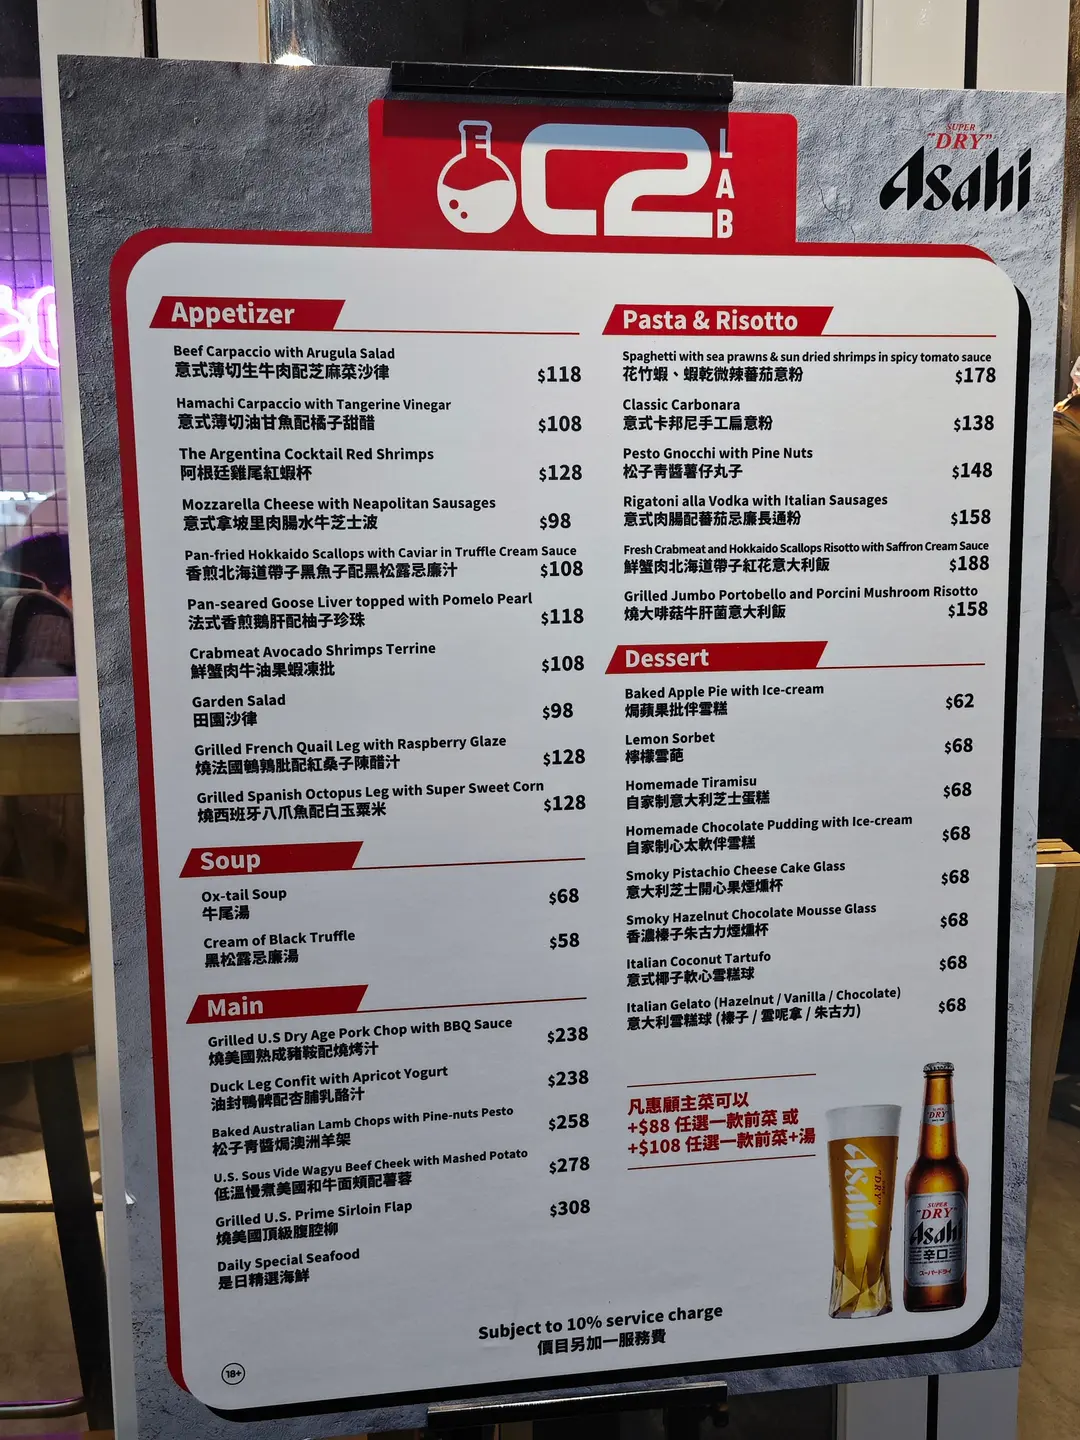 C2
LAB
SUPER
"DRY"
Asahi
Appetizer
Beef Carpaccio with Arugula Salad
意式薄切生牛肉配芝麻菜沙律
$118
Hamachi Carpaccio with Tangerine Vinegar
意式薄切油甘魚配橘子甜醋
$108
The Argentina Cocktail Red Shrimps
阿根廷雞尾紅蝦杯
$128
Mozzarella Cheese with Neapolitan Sausages
意式拿坡里肉腸水牛芝士波
$98
Pan-fried Hokkaido Scallops with Caviar in Truffle Cream Sauce
香煎北海道帶子黑魚子配黑松露忌廉汁
$108
Pan-seared Goose Liver topped with Pomelo Pearl
法式香煎鵝肝配柚子珍珠
$118
Crabmeat Avocado Shrimps Terrine
鮮蟹肉牛油果蝦凍批
$108
Garden Salad
田園沙律
$98
Grilled French Quail Leg with Raspberry Glaze
燒法國鵪鶉肶配紅桑子陳醋汁
$128
Grilled Spanish Octopus Leg with Super Sweet Corn
燒西班牙八爪魚配白玉粟米
$128
Soup
Ox-tail Soup
牛尾湯
$68
Cream of Black Truffle
黑松露忌廉湯
$58
Main
Grilled U.S Dry Age Pork Chop with BBQ Sauce
燒美國熟成豬鞍配燒烤汁
$238
Duck Leg Confit with Apricot Yogurt
油封鴨髀配杏脯乳酪汁
$238
Baked Australian Lamb Chops with Pine-nuts Pesto
松子青醬焗澳洲羊架
$258
U.S. Sous Vide Wagyu Beef Cheek with Mashed Potato
低溫慢煮美國和牛面頰配薯蓉
$278
Grilled U.S. Prime Sirloin Flap
燒美國頂級腹腔柳
$308
Daily Special Seafood
是日精選海鮮
Pasta & Risotto
Spaghetti with sea prawns & sun dried shrimps in spicy tomato sauce
花竹蝦、蝦乾微辣蕃茄意粉
$178
Classic Carbonara
意式卡邦尼手工扁意粉
$138
Pesto Gnocchi with Pine Nuts
松子青醬薯仔丸子
$148
Rigatoni alla Vodka with Italian Sausages
意式肉腸配蕃茄忌廉長通粉
$158
Fresh Crabmeat and Hokkaido Scallops Risotto with Saffron Cream Sauce
鮮蟹肉北海道帶子紅花意大利飯
$188
Grilled Jumbo Portobello and Porcini Mushroom Risotto
燒大啡菇牛肝菌意大利飯
$158
Dessert
Baked Apple Pie with Ice-cream
焗蘋果批伴雪糕
$62
Lemon Sorbet
檸檬雪葩
$68
Homemade Tiramisu
自家制意大利芝士蛋糕
$68
Homemade Chocolate Pudding with Ice-cream
自家制心太軟伴雪糕
$68
Smoky Pistachio Cheese Cake Glass
意大利芝士開心果煙燻杯
$68
Smoky Hazelnut Chocolate Mousse Glass
香濃榛子朱古力煙燻杯
$68
Italian Coconut Tartufo
意式椰子軟心雪糕球
$68
Italian Gelato (Hazelnut / Vanilla / Chocolate)
意大利雪糕球 (榛子 / 雲呢拿 / 朱古力)
$68
凡惠顧主菜可以
+$88 任選一款前菜 或
+$108 任選一款前菜+湯
Asahi
SUPER
"DRY"
SUPER
"DRY"
Asahi
辛口
スーパードライ
Subject to 10% service charge
價目另加一服務費
18+